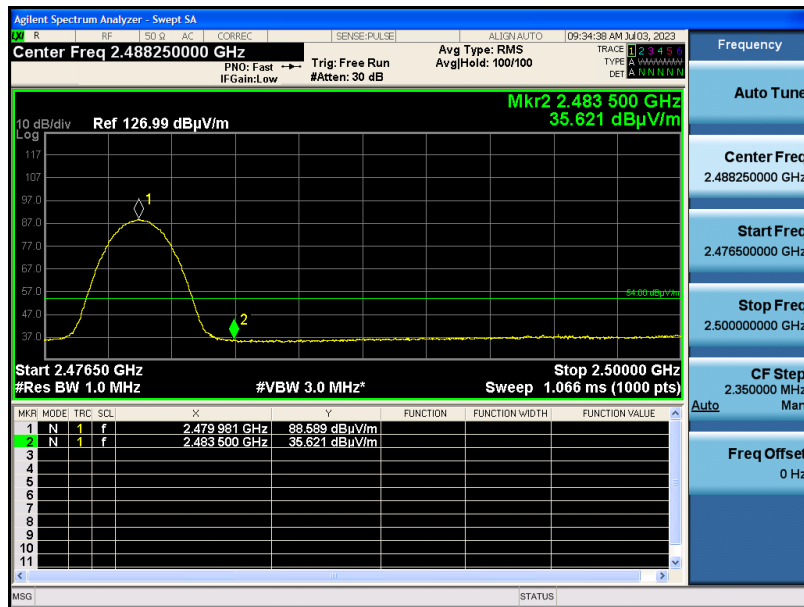 Agilent Spectrum Analyzer - Swept SA
LXI R RF 50 Ω AC CORREC SENSE:PULSE ALIGN AUTO 09:34:38 AM Jul 03, 2023
Center Freq 2.488250000 GHz
PNO: Fast
IFGain:Low
Trig: Free Run
#Atten: 30 dB
Avg Type: RMS
Avg|Hold: 100/100
TRACE 1 2 3 4 5 6
TYPE A WWWWW
DET A N N N N N
Mkr2 2.483 500 GHz
35.621 dBµV/m
10 dB/div
Log
Ref 126.99 dBµV/m
117
107
97.0
87.0
77.0
67.0
57.0
47.0
37.0
1
2
54.00 dBµV/m
Start 2.47650 GHz
Stop 2.50000 GHz
#Res BW 1.0 MHz
#VBW 3.0 MHz*
Sweep 1.066 ms (1000 pts)
MKR MODE TRC SCL X Y FUNCTION FUNCTION WIDTH FUNCTION VALUE
1 N 1 f 2.479 981 GHz 88.589 dBµV/m
2 N 1 f 2.483 500 GHz 35.621 dBµV/m
3
4
5
6
7
8
9
10
11
MSG
STATUS
Frequency
Auto Tune
Center Freq
2.488250000 GHz
Start Freq
2.476500000 GHz
Stop Freq
2.500000000 GHz
CF Step
2.350000 MHz
Auto Man
Freq Offset
0 Hz